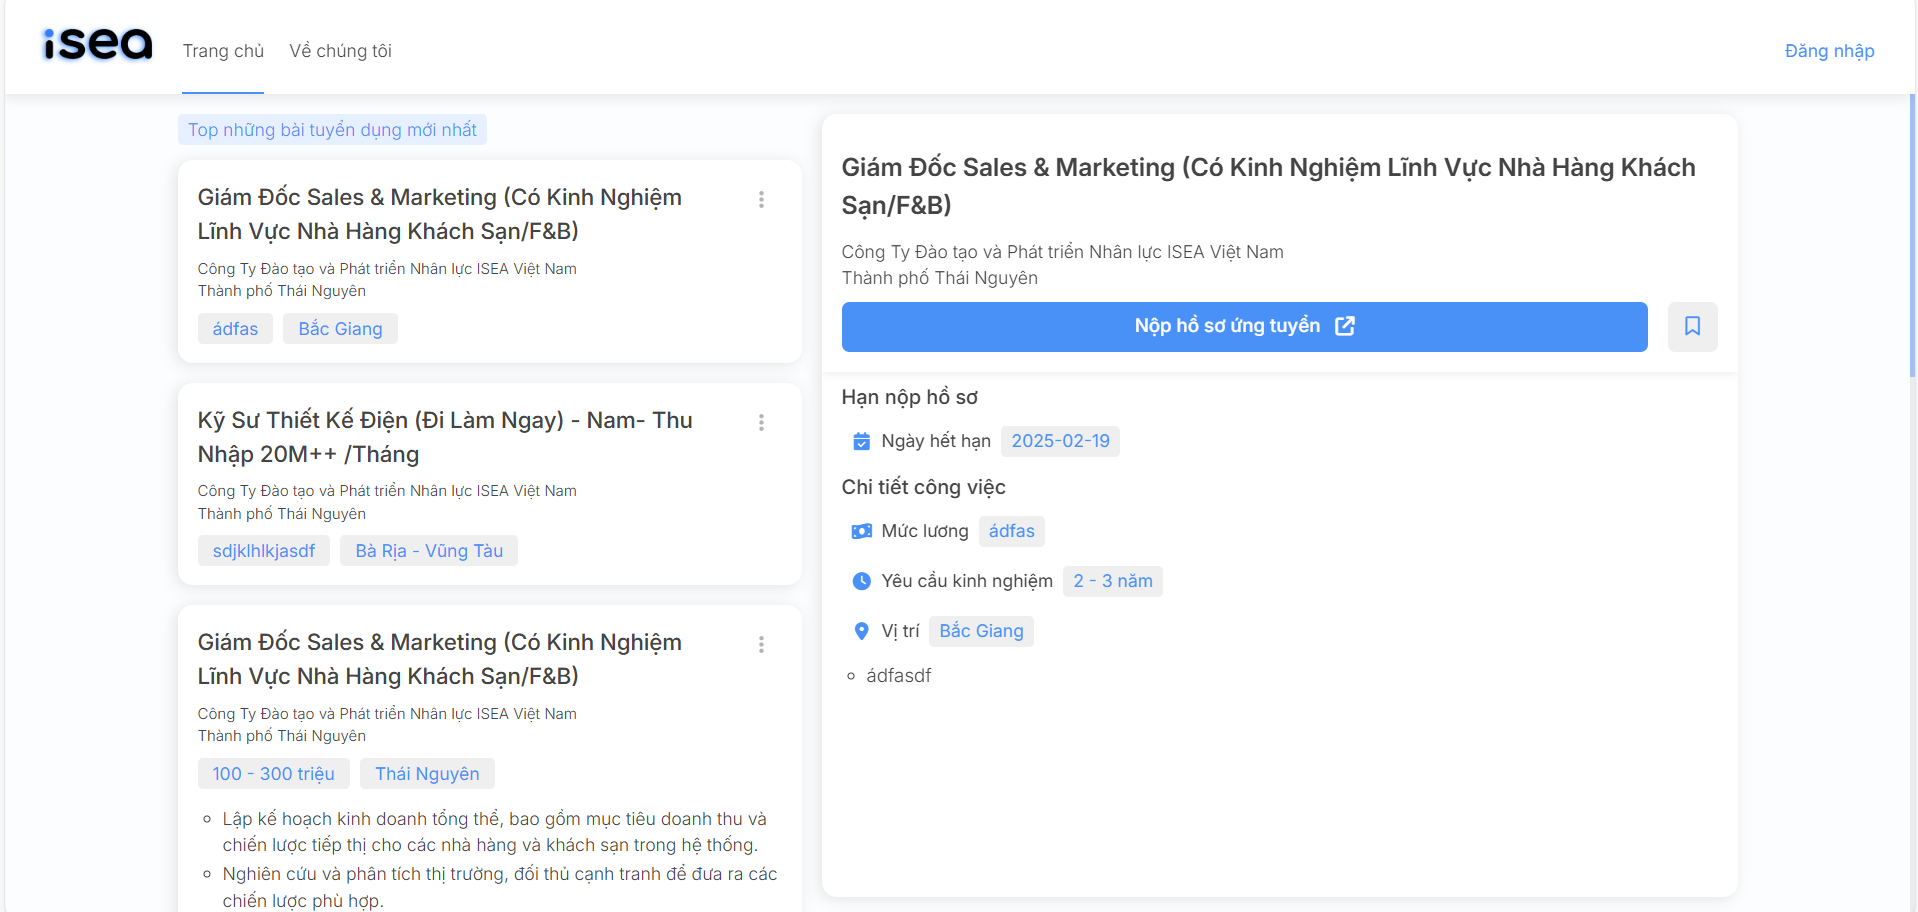 isea
Trang chủ
Về chúng tôi
Đăng nhập
Top những bài tuyển dụng mới nhất
Giám Đốc Sales & Marketing (Có Kinh Nghiệm
Lĩnh Vực Nhà Hàng Khách Sạn/F&B)
Công Ty Đào tạo và Phát triển Nhân lực ISEA Việt Nam
Thành phố Thái Nguyên
ádfas
Bắc Giang
Kỹ Sư Thiết Kế Điện (Đi Làm Ngay) - Nam- Thu
Nhập 20M++ /Tháng
Công Ty Đào tạo và Phát triển Nhân lực ISEA Việt Nam
Thành phố Thái Nguyên
sdjklhlkjasdf
Bà Rịa - Vũng Tàu
Giám Đốc Sales & Marketing (Có Kinh Nghiệm
Lĩnh Vực Nhà Hàng Khách Sạn/F&B)
Công Ty Đào tạo và Phát triển Nhân lực ISEA Việt Nam
Thành phố Thái Nguyên
100 - 300 triệu
Thái Nguyên
Lập kế hoạch kinh doanh tổng thể, bao gồm mục tiêu doanh thu và
chiến lược tiếp thị cho các nhà hàng và khách sạn trong hệ thống.
Nghiên cứu và phân tích thị trường, đối thủ cạnh tranh để đưa ra các
chiến lược phù hợp.
Giám Đốc Sales & Marketing (Có Kinh Nghiệm Lĩnh Vực Nhà Hàng Khách
Sạn/F&B)
Công Ty Đào tạo và Phát triển Nhân lực ISEA Việt Nam
Thành phố Thái Nguyên
Nộp hồ sơ ứng tuyển
Hạn nộp hồ sơ
Ngày hết hạn 2025-02-19
Chi tiết công việc
Mức lương ádfas
Yêu cầu kinh nghiệm 2 - 3 năm
Vị trí Bắc Giang
ádfasdf